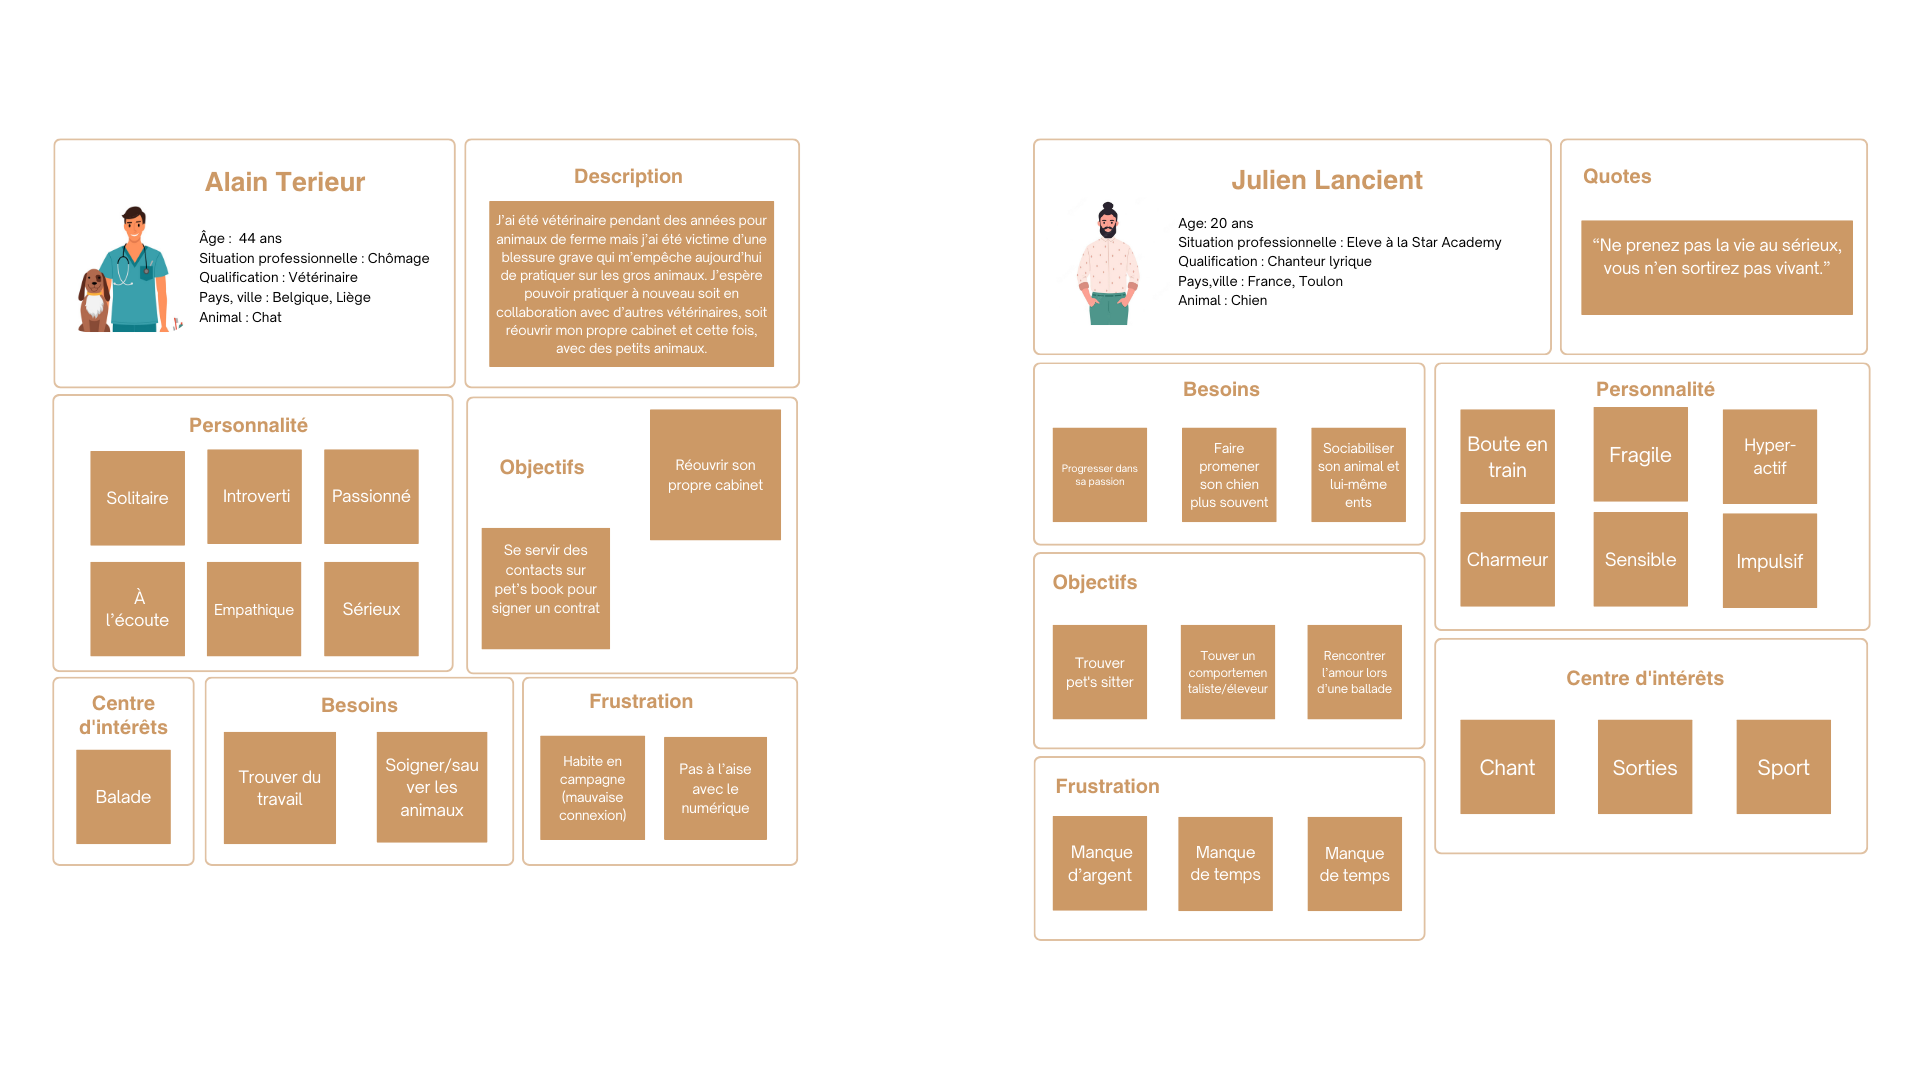 Alain Terieur
Âge :  44 ans
Situation professionnelle : Chômage
Qualification : Vétérinaire
Pays, ville : Belgique, Liège
Animal : Chat
Description
J'ai été vétérinaire pendant des années pour
animaux de ferme mais j'ai été victime d'une
blessure grave qui m'empêche aujourd'hui
de pratiquer sur les gros animaux. J'espère
pouvoir pratiquer à nouveau soit en
collaboration avec d'autres vétérinaires, soit
réouvrir mon propre cabinet et cette fois,
avec des petits animaux.
Personnalité
Solitaire
Introverti
Passionné
À
l'écoute
Empathique
Sérieux
Objectifs
Réouvrir son
propre cabinet
Se servir des
contacts sur
pet's book pour
signer un contrat
Centre
d'intérêts
Balade
Besoins
Trouver du
travail
Soigner/sau
ver les
animaux
Frustration
Habite en
campagne
(mauvaise
connexion)
Pas à l'aise
avec le
numérique
Julien Lancient
Age: 20 ans
Situation professionnelle : Eleve à la Star Academy
Qualification : Chanteur lyrique
Pays,ville : France, Toulon
Animal : Chien
Quotes
“Ne prenez pas la vie au sérieux,
vous n'en sortirez pas vivant.”
Besoins
Progresser dans
sa passion
Faire
promener
son chien
plus souvent
Sociabiliser
son animal et
lui-même
ents
Personnalité
Boute en
train
Fragile
Hyper-
actif
Charmeur
Sensible
Impulsif
Objectifs
Trouver
pet's sitter
Touver un
comportemen
taliste/éleveur
Rencontrer
l'amour lors
d'une ballade
Centre d'intérêts
Chant
Sorties
Sport
Frustration
Manque
d'argent
Manque
de temps
Manque
de temps